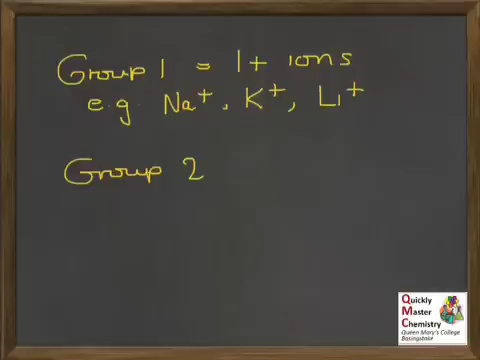 Group 1 = 1+ ions
e.g. Na⁺, K⁺, Li⁺
Group 2
Quickly
Master
Chemistry
Queen Mary's College
Basingstoke